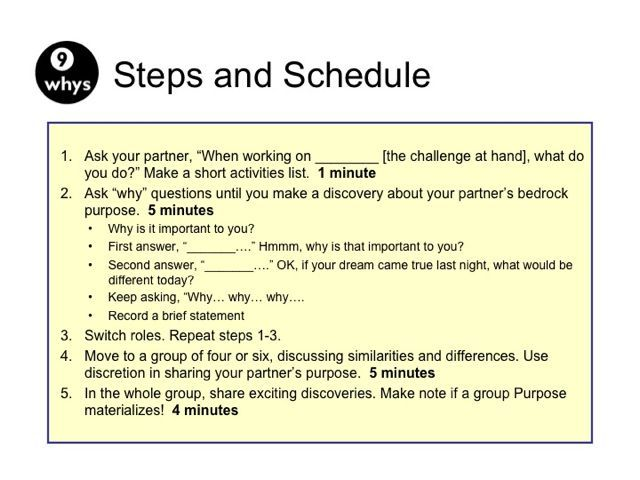 9
whys
Steps and Schedule
1. Ask your partner, “When working on ________ [the challenge at hand], what do
you do?” Make a short activities list. 1 minute
2. Ask “why” questions until you make a discovery about your partner’s bedrock
purpose. 5 minutes
• Why is it important to you?
• First answer, “_______….” Hmmm, why is that important to you?
• Second answer, “_______….” OK, if your dream came true last night, what would be
different today?
• Keep asking, “Why… why… why….
• Record a brief statement
3. Switch roles. Repeat steps 1-3.
4. Move to a group of four or six, discussing similarities and differences. Use
discretion in sharing your partner’s purpose. 5 minutes
5. In the whole group, share exciting discoveries. Make note if a group Purpose
materializes! 4 minutes